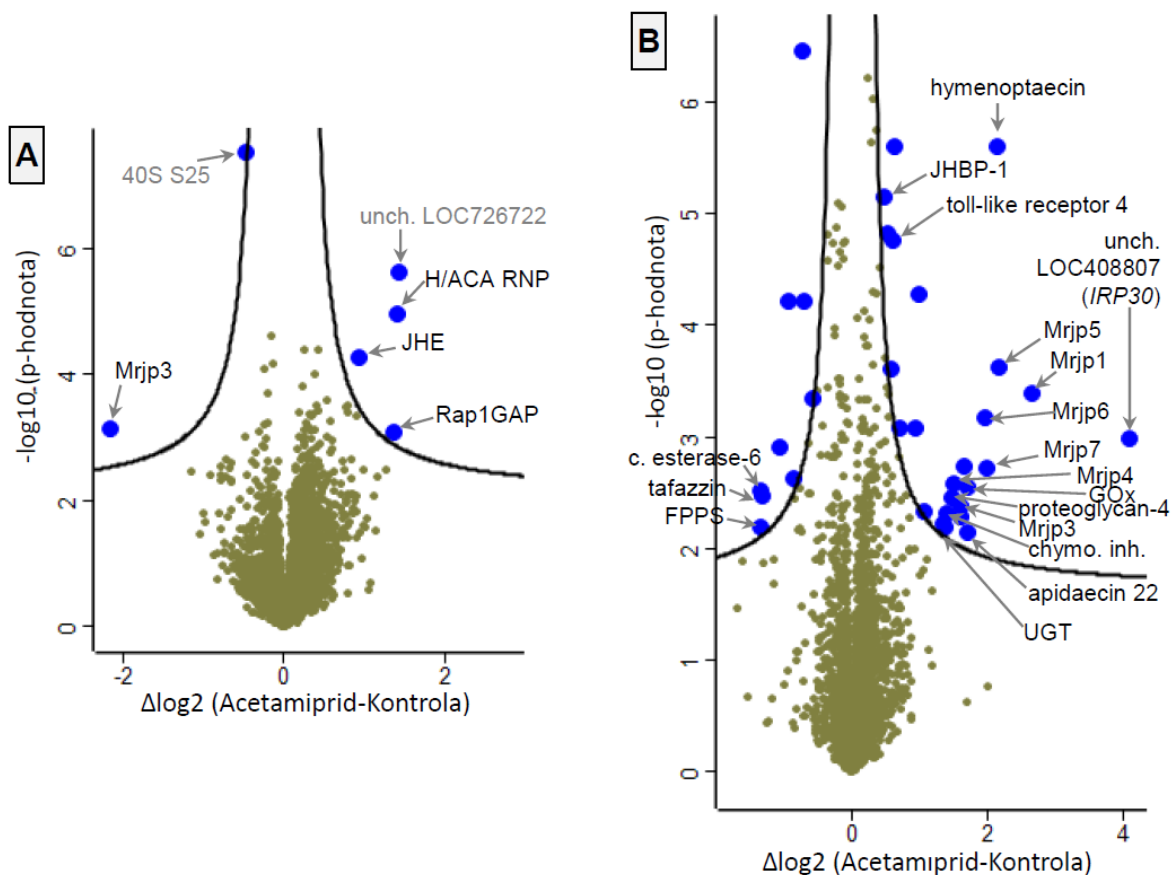 A
40S S25
unch. LOC726722
H/ACA RNP
JHE
Mrjp3
Rap1GAP
-log10 (p-hodnota)
6
4
2
0
-2
0
2
Δlog2 (Acetamiprid-Kontrola)
B
hymenoptaecin
JHBP-1
toll-like receptor 4
unch.
LOC408807
(IRP30)
Mrjp5
Mrjp1
Mrjp6
Mrjp7
c. esterase-6
Mrjp4
GOx
tafazzin
proteoglycan-4
FPPS
Mrjp3
chymo. inh.
apidaecin 22
UGT
-log10 (p-hodnota)
6
5
4
3
2
1
0
0
2
4
Δlog2 (Acetamiprid-Kontrola)